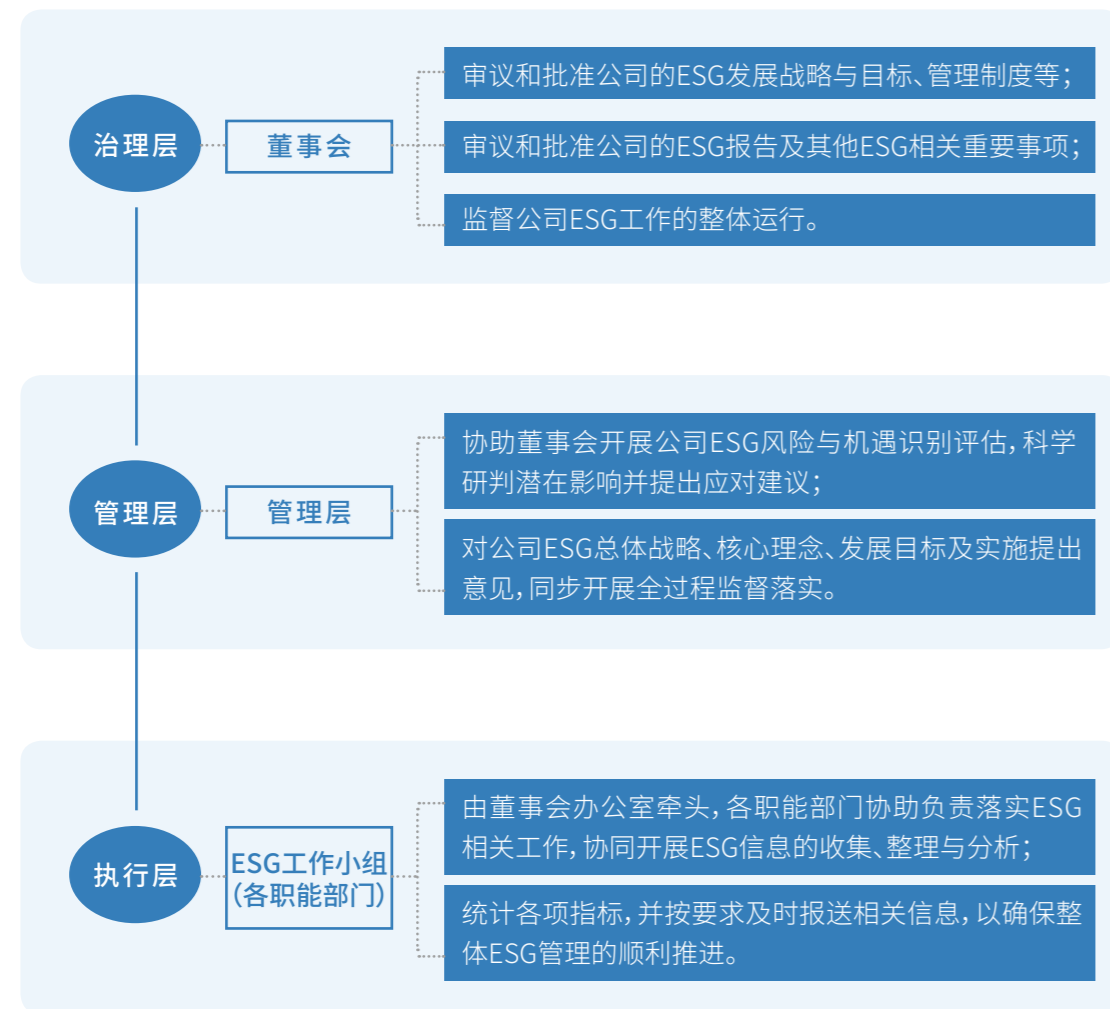 治理层
董事会
审议和批准公司的ESG发展战略与目标、管理制度等；
审议和批准公司的ESG报告及其他ESG相关重要事项；
监督公司ESG工作的整体运行。
管理层
管理层
协助董事会开展公司ESG风险与机遇识别评估，科学
研判潜在影响并提出应对建议；
对公司ESG总体战略、核心理念、发展目标及实施提出
意见，同步开展全过程监督落实。
执行层
ESG工作小组
（各职能部门）
由董事会办公室牵头，各职能部门协助负责落实ESG
相关工作，协同开展ESG信息的收集、整理与分析；
统计各项指标，并按要求及时报送相关信息，以确保整
体ESG管理的顺利推进。